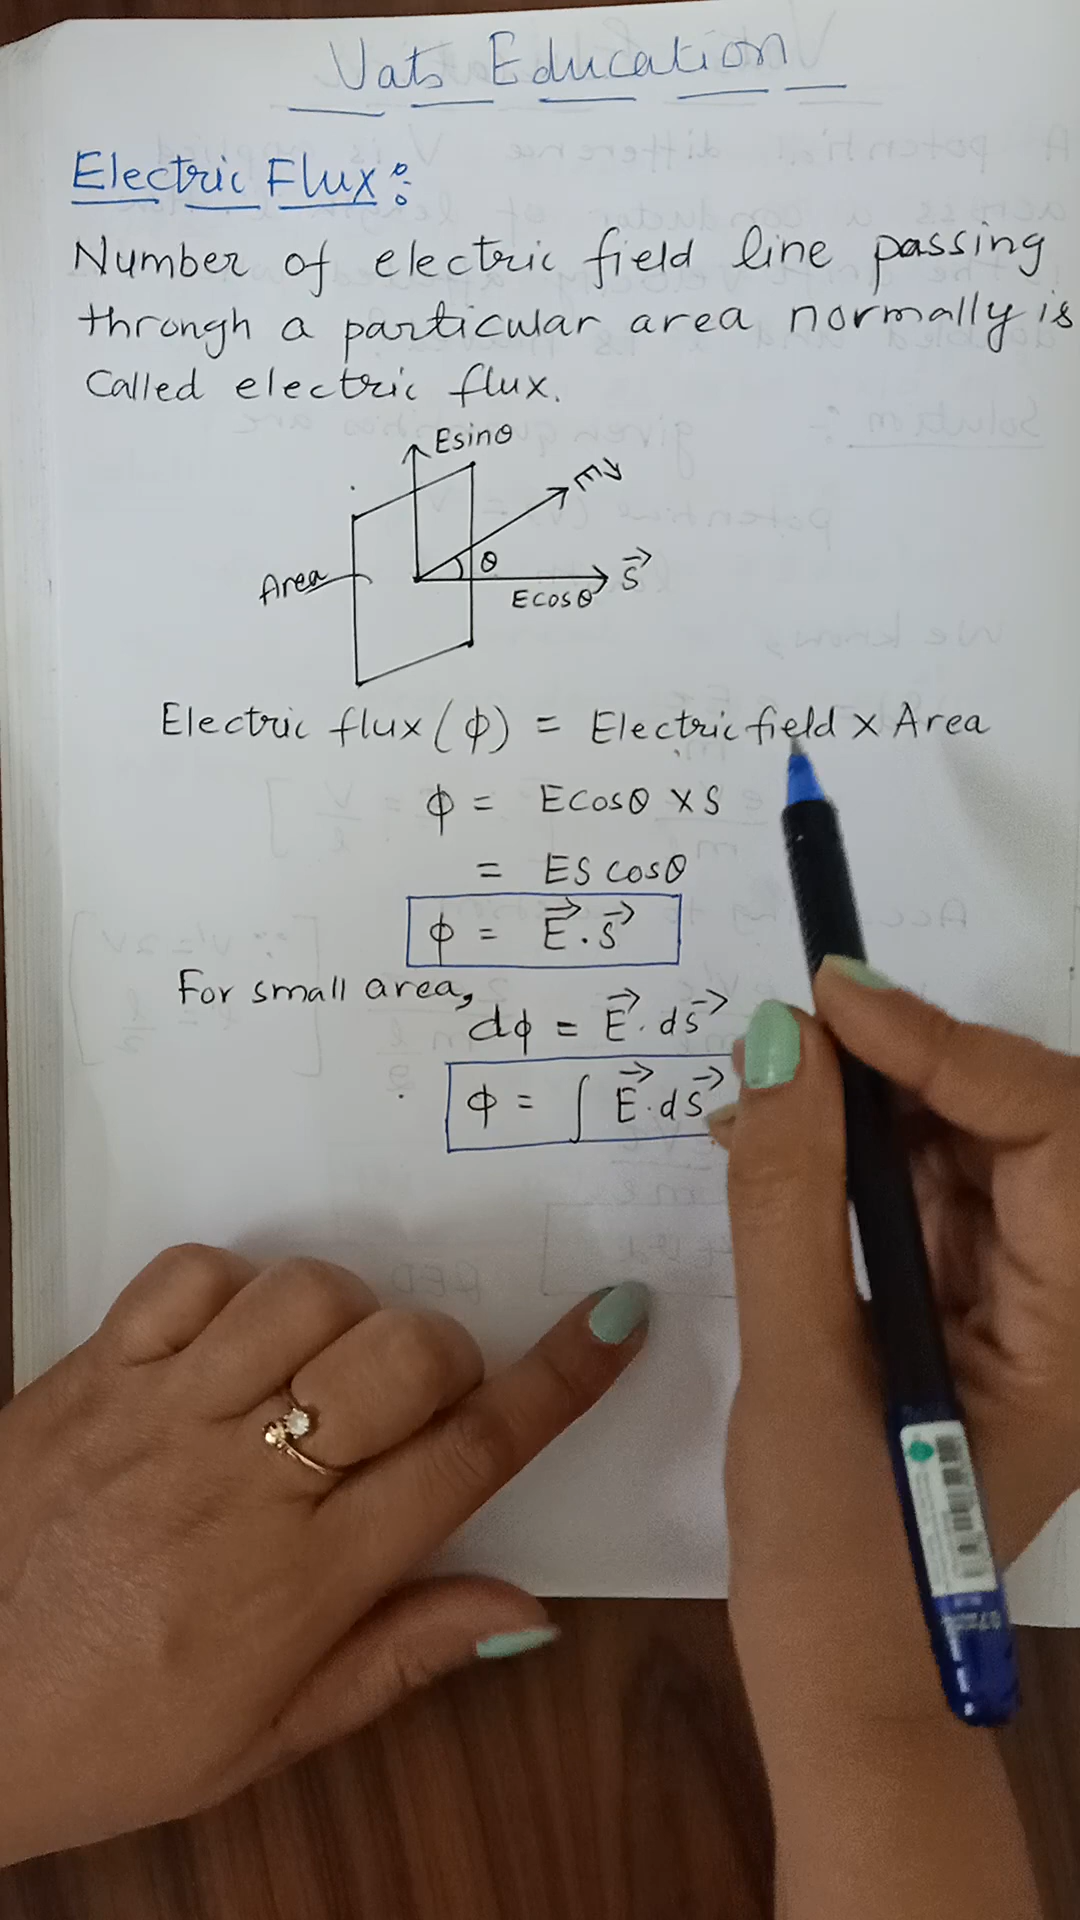 Vats Education
Electric Flux:
Number of electric field line passing
through a particular area normally is
called electric flux.
Esinθ
E⃗
θ
Area
S⃗
Ecosθ
Electric flux (ϕ) = Electric field × Area
ϕ = Ecosθ × S
= ES cosθ
ϕ = E⃗ . S⃗
For small area,
dϕ = E⃗ . dS⃗
ϕ = ∫ E⃗ . dS⃗